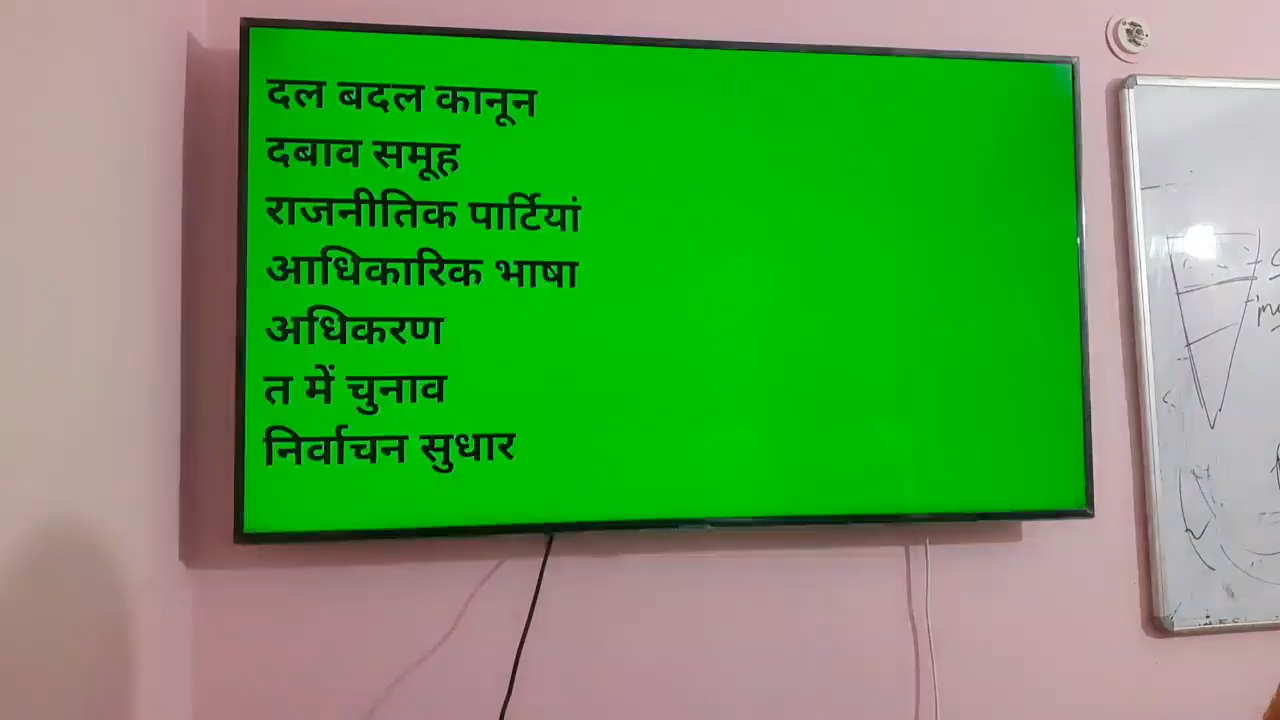 दल बदल कानून
दबाव समूह
राजनीतिक पार्टियां
आधिकारिक भाषा
अधिकरण
त में चुनाव
निर्वाचन सुधार